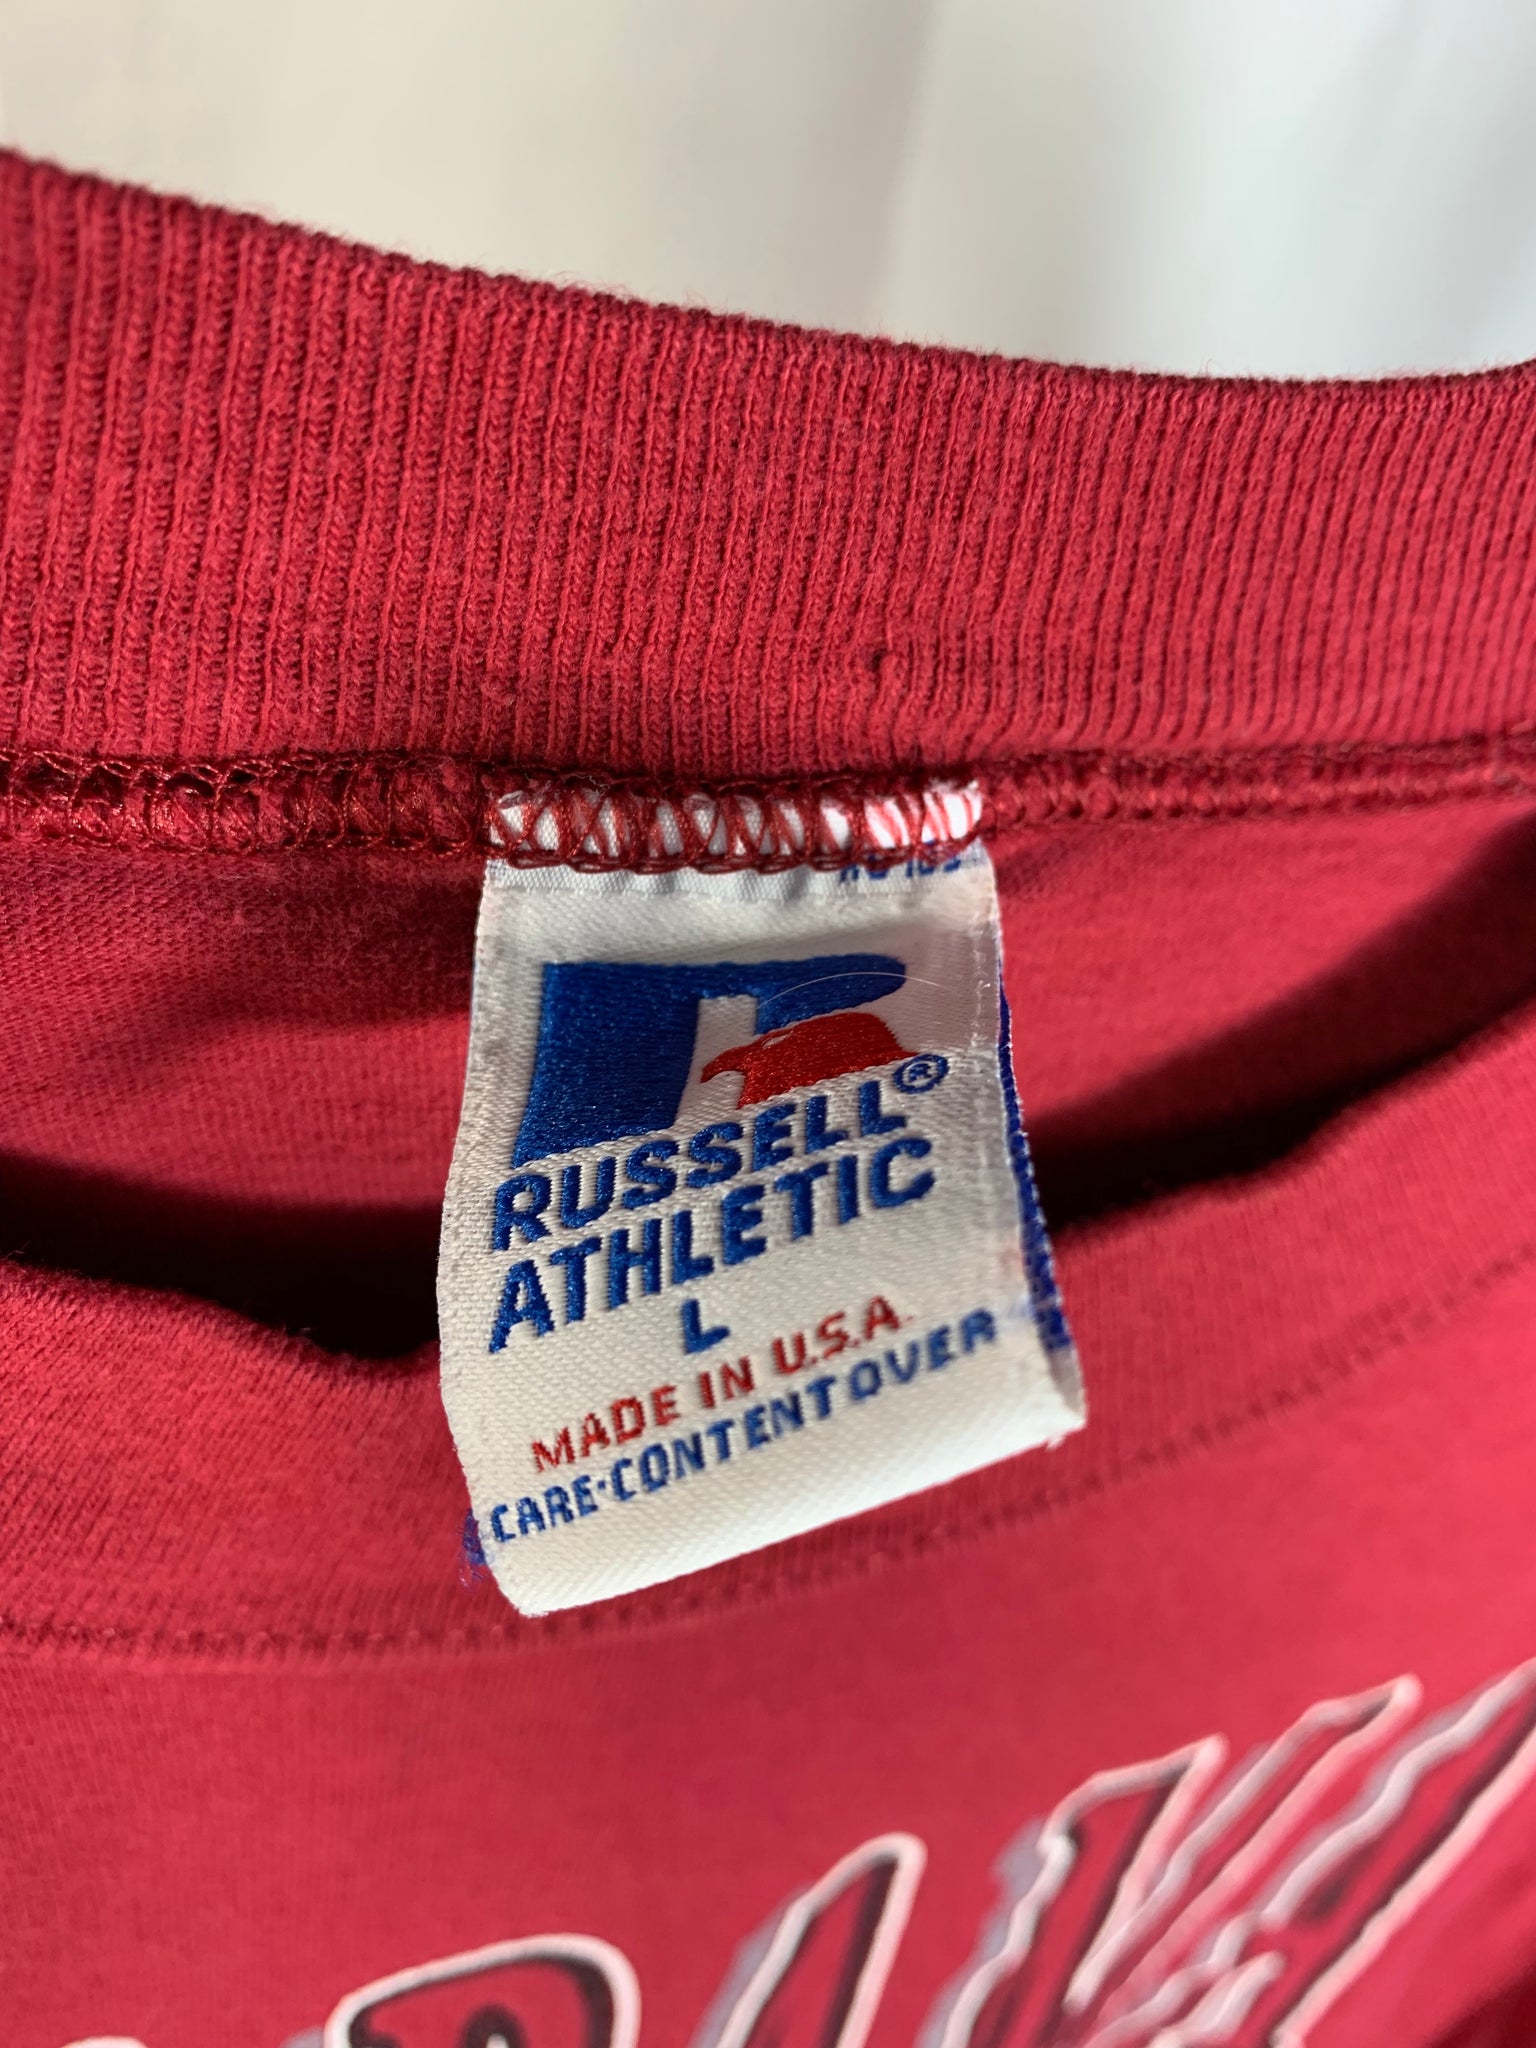 RUSSELL®
ATHLETIC
L
MADE IN U.S.A.
CARE·CONTENT OVER